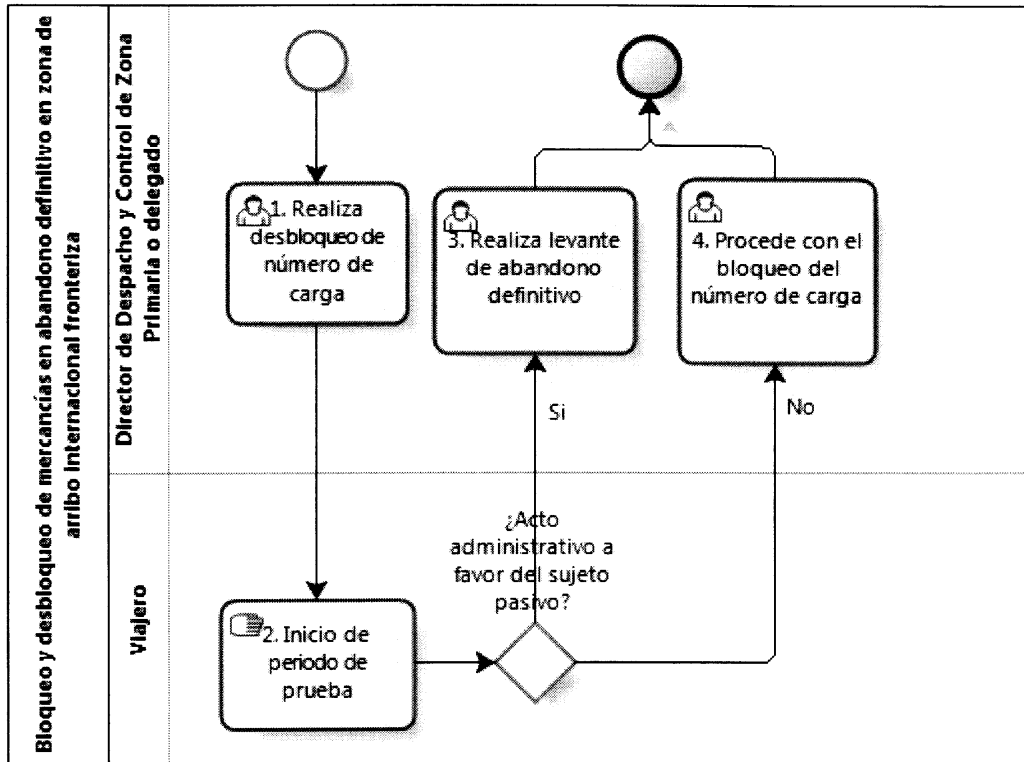 Bloqueo y desbloqueo de mercancías en abandono definitivo en zona de
arribo internacional fronteriza
Director de Despacho y Control de Zona
Primaria o delegado
1. Realiza
desbloqueo de
número de
carga
3. Realiza levante
de abandono
definitivo
4. Procede con el
bloqueo del
número de carga
Si
No
Viajero
¿Acto
administrativo a
favor del sujeto
pasivo?
2. Inicio de
periodo de
prueba